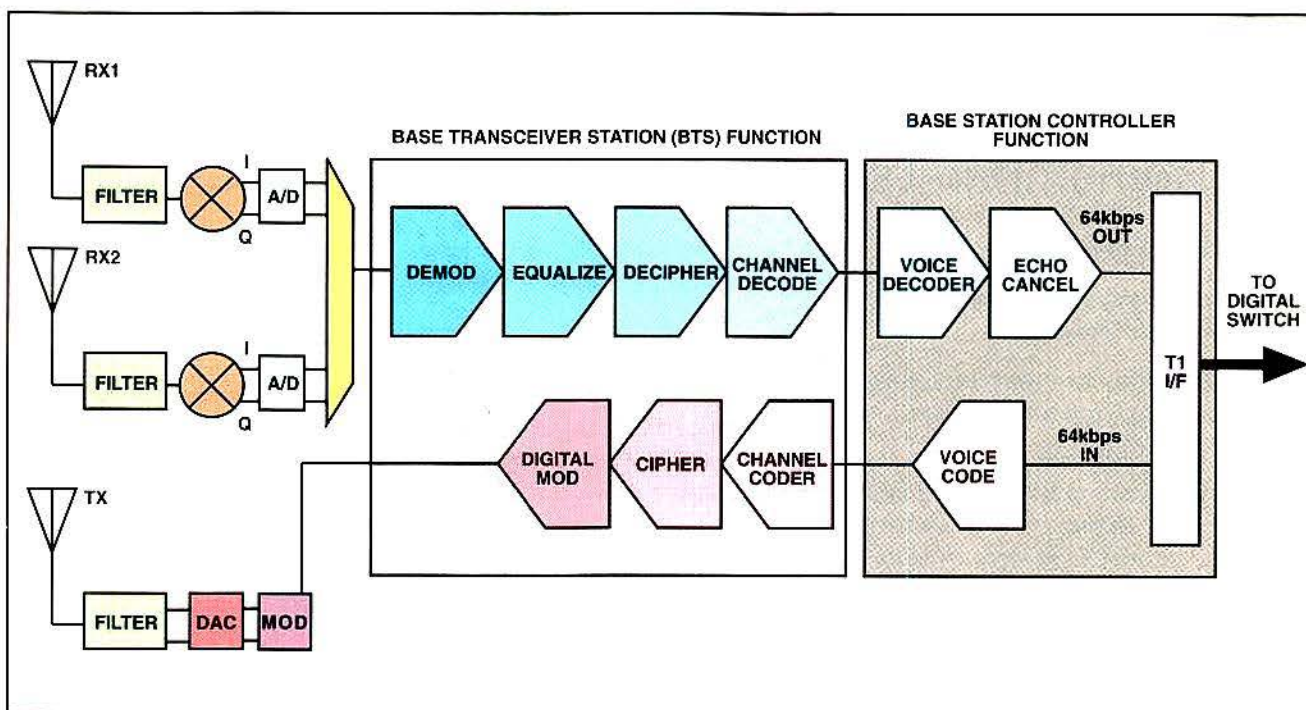 RX1
FILTER
I
Q
A/D
RX2
FILTER
I
Q
A/D
BASE TRANSCEIVER STATION (BTS) FUNCTION
DEMOD
EQUALIZE
DECIPHER
CHANNEL
DECODE
BASE STATION CONTROLLER
FUNCTION
VOICE
DECODER
ECHO
CANCEL
64kbps
OUT
T1
I/F
TO
DIGITAL
SWITCH
DIGITAL
MOD
CIPHER
CHANNEL
CODER
VOICE
CODE
64kbps
IN
TX
FILTER
DAC
MOD